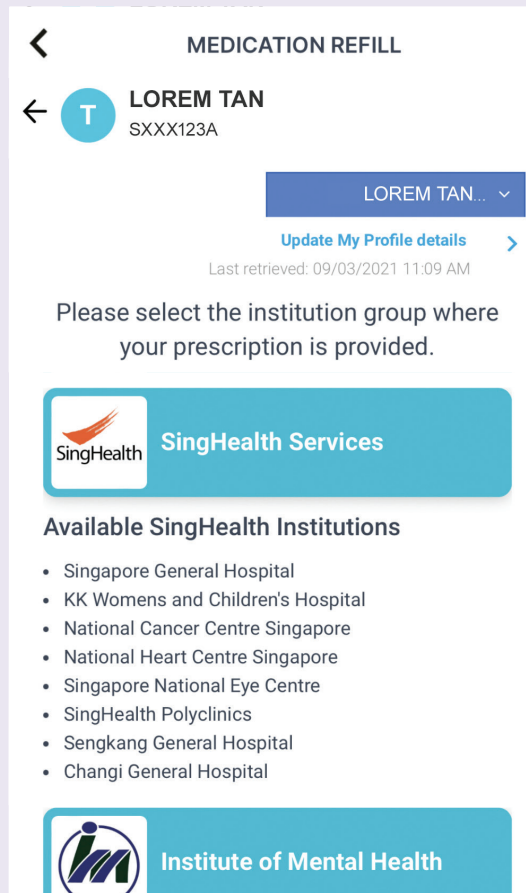 MEDICATION REFILL
T
LOREM TAN
SXXX123A
LOREM TAN...
Update My Profile details
Last retrieved: 09/03/2021 11:09 AM
Please select the institution group where
your prescription is provided.
SingHealth
SingHealth Services
Available SingHealth Institutions
• Singapore General Hospital
• KK Womens and Children's Hospital
• National Cancer Centre Singapore
• National Heart Centre Singapore
• Singapore National Eye Centre
• SingHealth Polyclinics
• Sengkang General Hospital
• Changi General Hospital
im
Institute of Mental Health